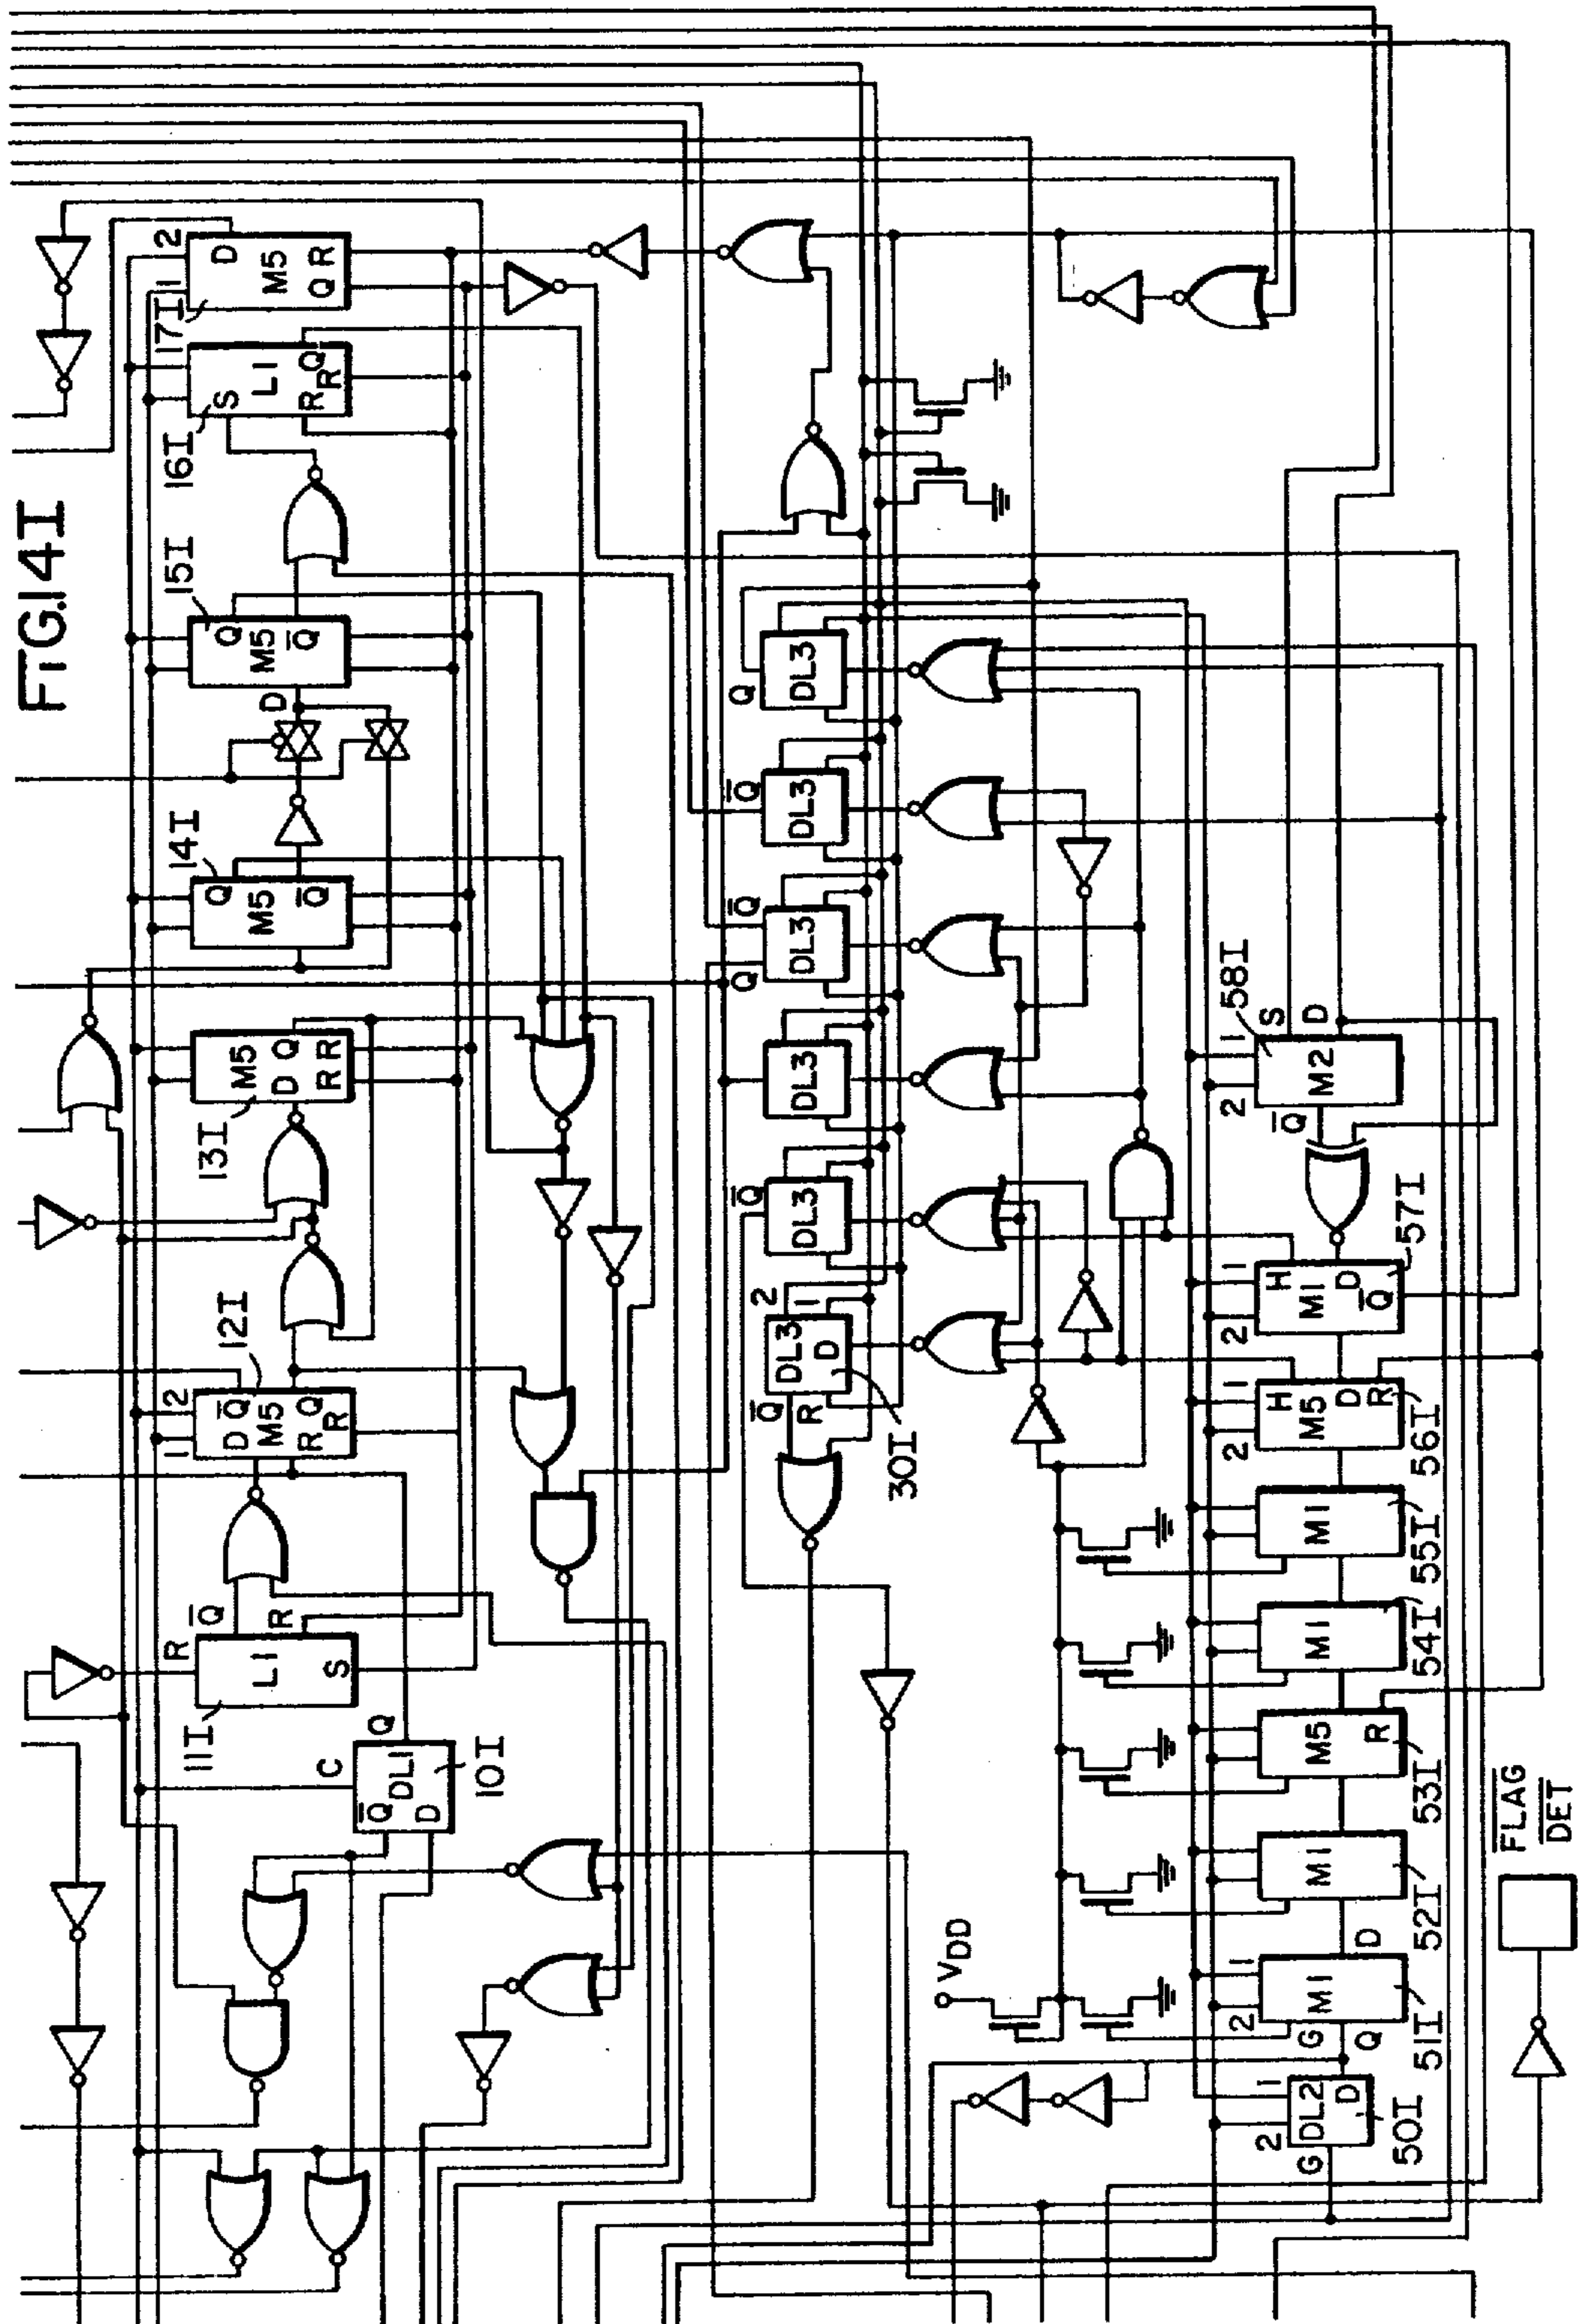 FIG.14I
C
Q̄
DL1
D
Q
10I
11I
R
L1
S
Q̄
R
1
2
12I
D Q̄
M5
R Q
R
13I
M5
D Q
R R
14I
Q
M5
Q̄
D
15I
Q
M5
Q̄
16I
S
L1
R Q
R
17I
1
2
D
M5
Q R
Q̄
R
DL3
D
2
1
30I
Q̄
DL3
DL3
Q Q̄
DL3
Q̄
DL3
Q
DL3
VDD
G
2
1
DL2
D
50I
2
1
G
M1
Q
D
51I
M1
52I
M5
R
53I
M1
54I
M1
55I
2
1
H
M5
D
R
56I
2
1
H
M1
D
Q̄
57I
Q̄
2
1
M2
S
D
58I
FLAG
DET